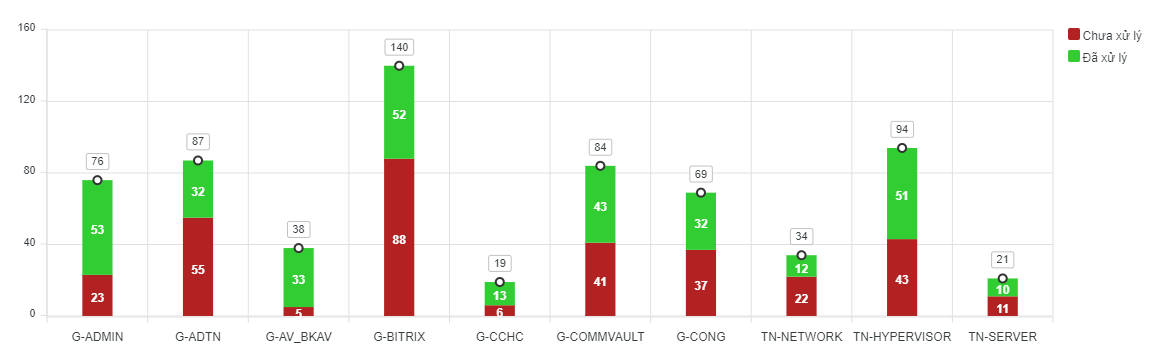 160
120
80
40
0
Chưa xử lý
Đã xử lý
76
53
23
87
32
55
38
33
5
140
52
88
19
13
6
84
43
41
69
32
37
34
12
22
94
51
43
21
10
11
G-ADMIN
G-ADTN
G-AV_BKAV
G-BITRIX
G-CCHC
G-COMMVAULT
G-CONG
TN-NETWORK
TN-HYPERVISOR
TN-SERVER